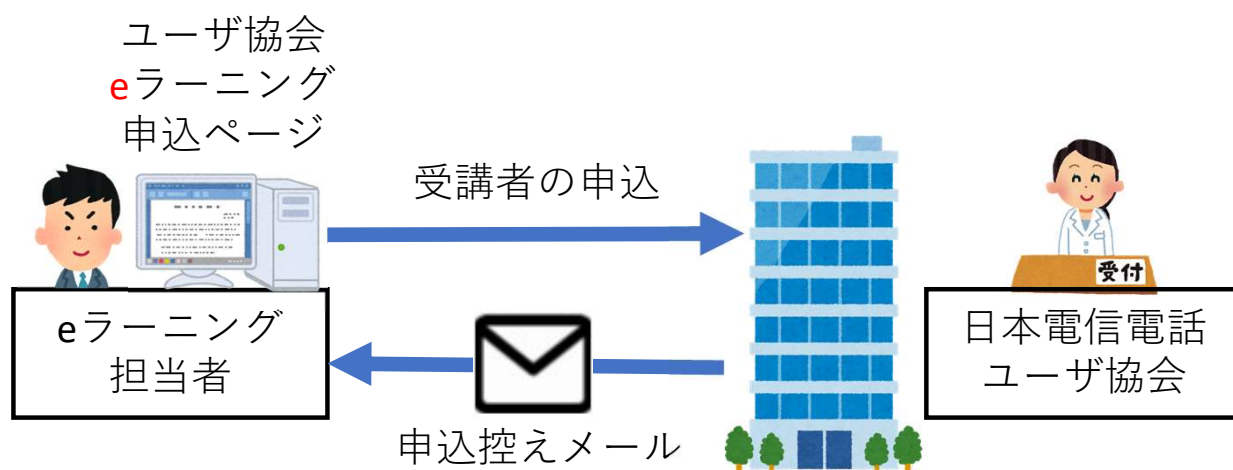 ユーザ協会
eラーニング
申込ページ
受講者の申込
受付
eラーニング
担当者
日本電信電話
ユーザ協会
申込控えメール